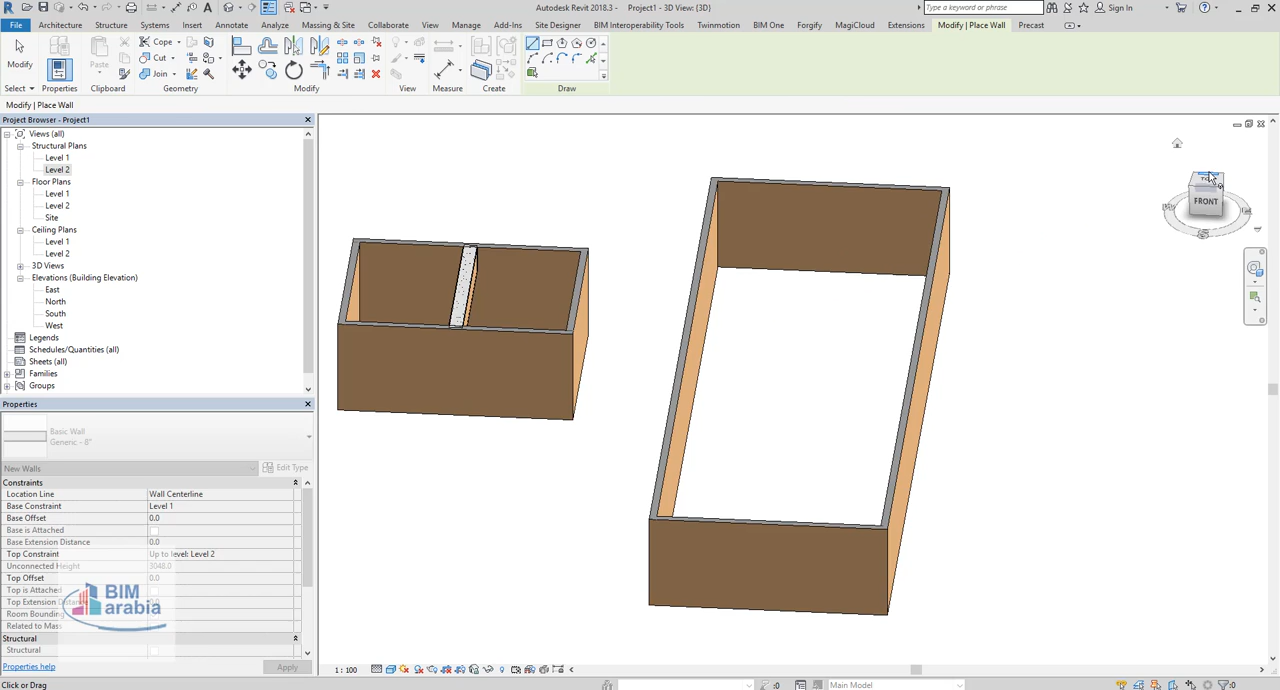 Autodesk Revit 2018.3 - Project1 - 3D View: {3D}
Type a keyword or phrase
Sign In
File Architecture Structure Systems Insert Annotate Analyze Massing & Site Collaborate View Manage Add-Ins Site Designer BIM Interoperability Tools Twinmotion BIM One Forgify MagiCloud Extensions Modify | Place Wall Precast
Modify
Paste
Cope
Cut
Join
Select Properties Clipboard Geometry Modify View Measure Create Draw
Modify | Place Wall
Project Browser - Project1
Views (all)
Structural Plans
Level 1
Level 2
Floor Plans
Level 1
Level 2
Site
Ceiling Plans
Level 1
Level 2
3D Views
Elevations (Building Elevation)
East
North
South
West
Legends
Schedules/Quantities (all)
Sheets (all)
Families
Groups
FRONT
Properties
Basic Wall
Generic - 8"
New Walls
Edit Type
Constraints
Location Line Wall Centerline
Base Constraint Level 1
Base Offset 0.0
Base is Attached
Base Extension Distance 0.0
Top Constraint Up to level: Level 2
Unconnected Height 3048.0
Top Offset 0.0
Top is Attached
Top Extension 0.0
Room Bounding
Related to Mass
Structural
Structural
BIM
arabia
Properties help
Apply
1 : 100
Click or Drag
:0
Main Model
:0